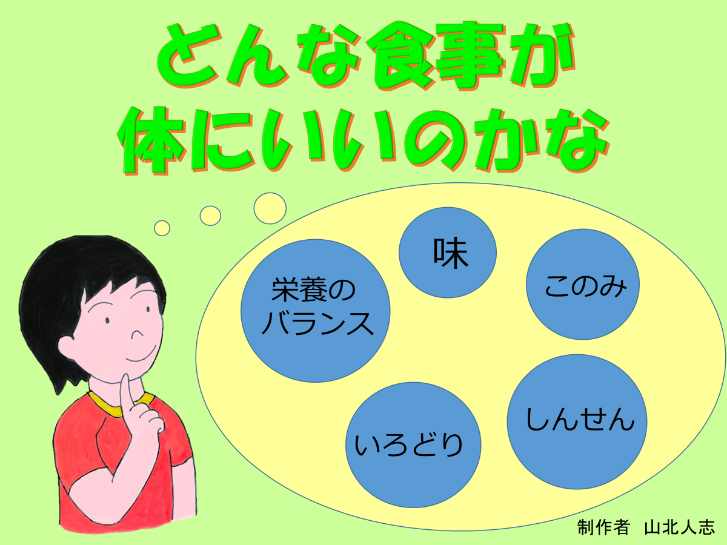 どんな食事が
体にいいのかな
味
栄養の
バランス
このみ
しんせん
いろどり
制作者　山北人志